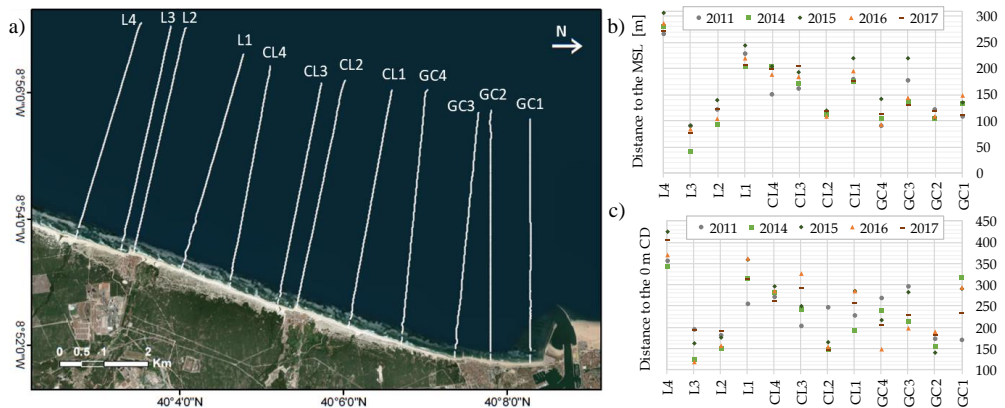 a)
L4
L3
L2
L1
CL4
CL3
CL2
CL1
GC4
GC3
GC2
GC1
N
8°56'0"N
8°54'0"N
8°52'0"N
0 0.5 1 2
Km
40°4'0"N
40°6'0"N
40°8'0"N
b)
2011 2014 2015 2016 2017
Distance to the MSL [m]
300
250
200
150
100
50
0
L4 L3 L2 L1 CL4 CL3 CL2 CL1 GC4 GC3 GC2 GC1
c)
2011 2014 2015 2016 2017
Distance to the 0 m CD
450
400
350
300
250
200
150
100
L4 L3 L2 L1 CL4 CL3 CL2 CL1 GC4 GC3 GC2 GC1